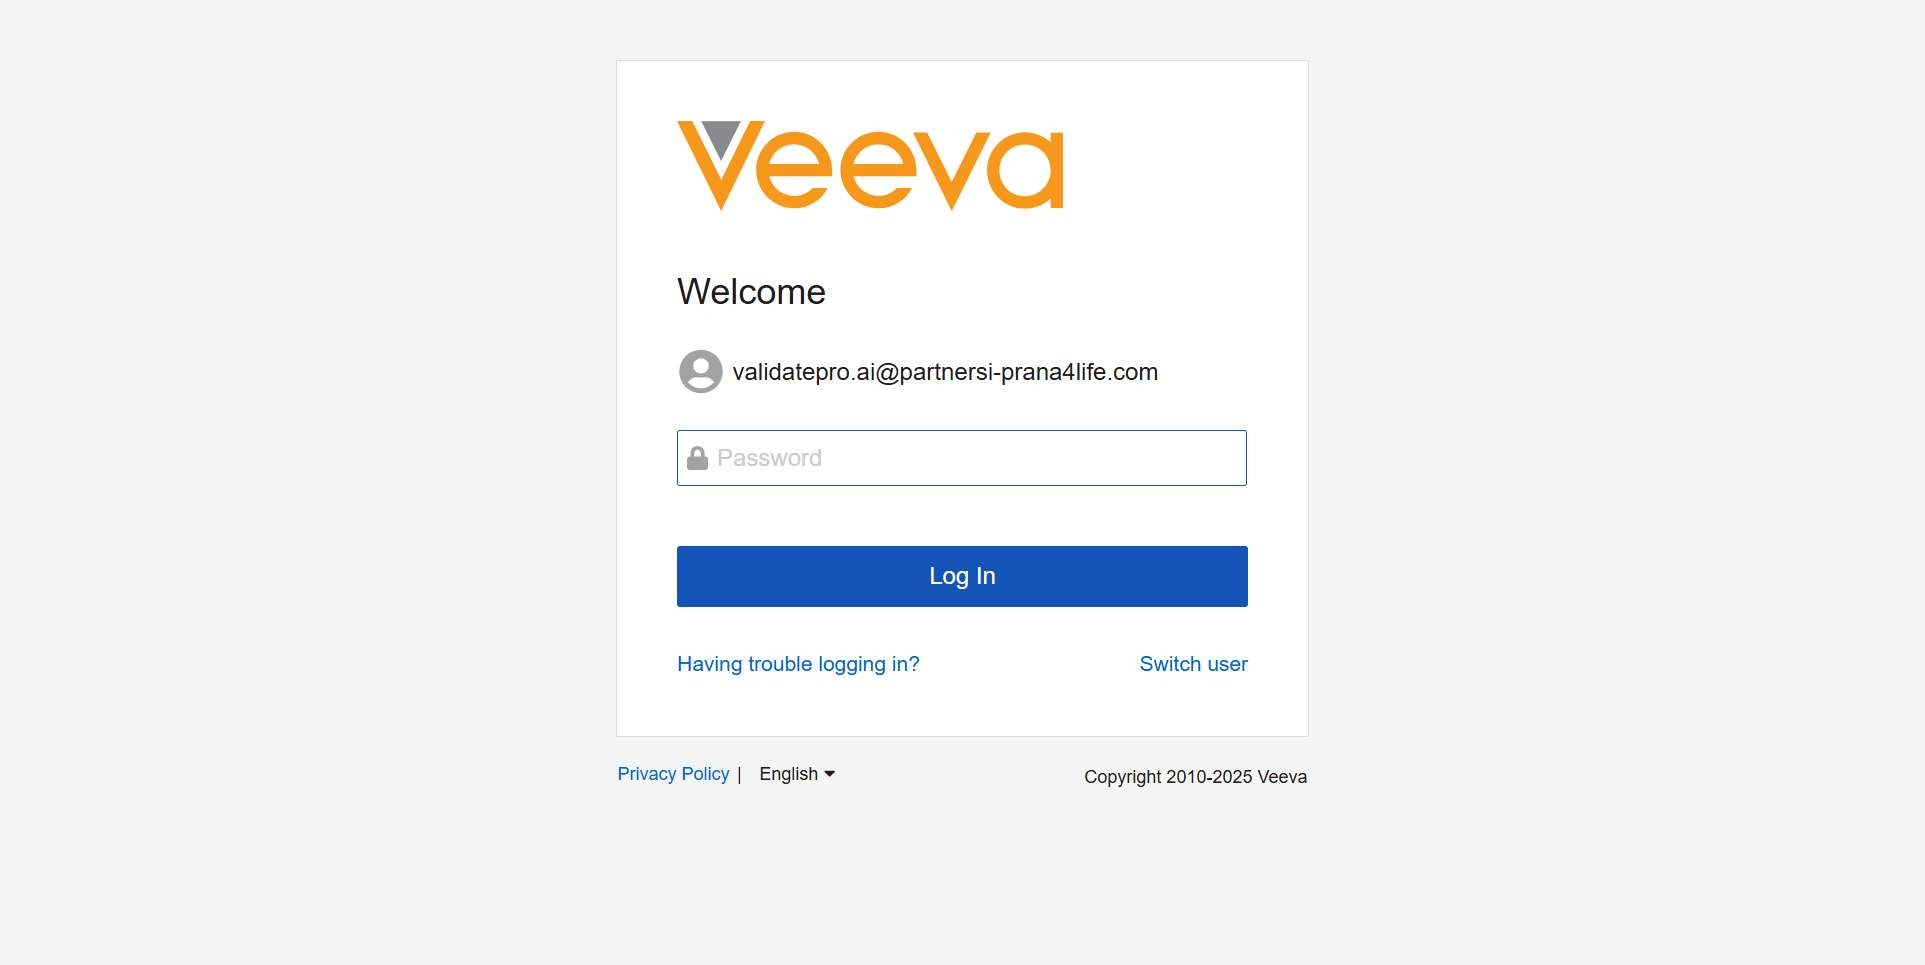 veeva
Welcome
validatepro.ai@partnersi-prana4life.com
Password
Log In
Having trouble logging in? Switch user
Privacy Policy | English Copyright 2010-2025 Veeva